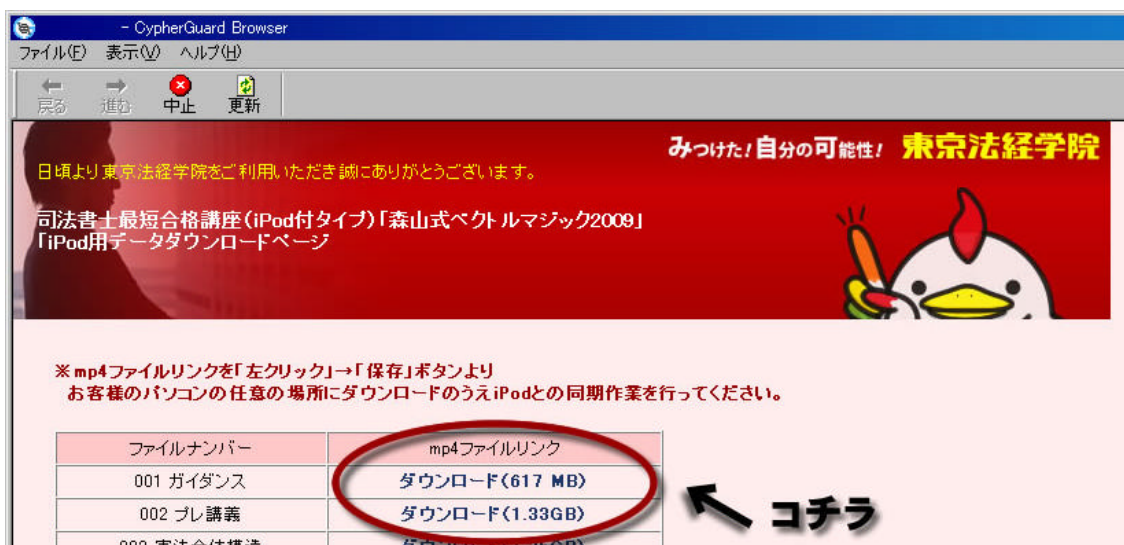 - CypherGuard Browser
ファイル(F) 表示(V) ヘルプ(H)
戻る 進む 中止 更新
みつけた!自分の可能性! 東京法経学院
日頃より東京法経学院をご利用いただき誠にありがとうございます。
司法書士最短合格講座(iPod付タイプ)「森山式ベクトルマジック2009」
「iPod用データダウンロードページ
※mp4ファイルリンクを「左クリック」→「保存」ボタンより
お客様のパソコンの任意の場所にダウンロードのうえiPodとの同期作業を行ってください。
ファイルナンバー mp4ファイルリンク
001 ガイダンス ダウンロード(617 MB)
002 プレ講義 ダウンロード(1.33GB)
コチラ